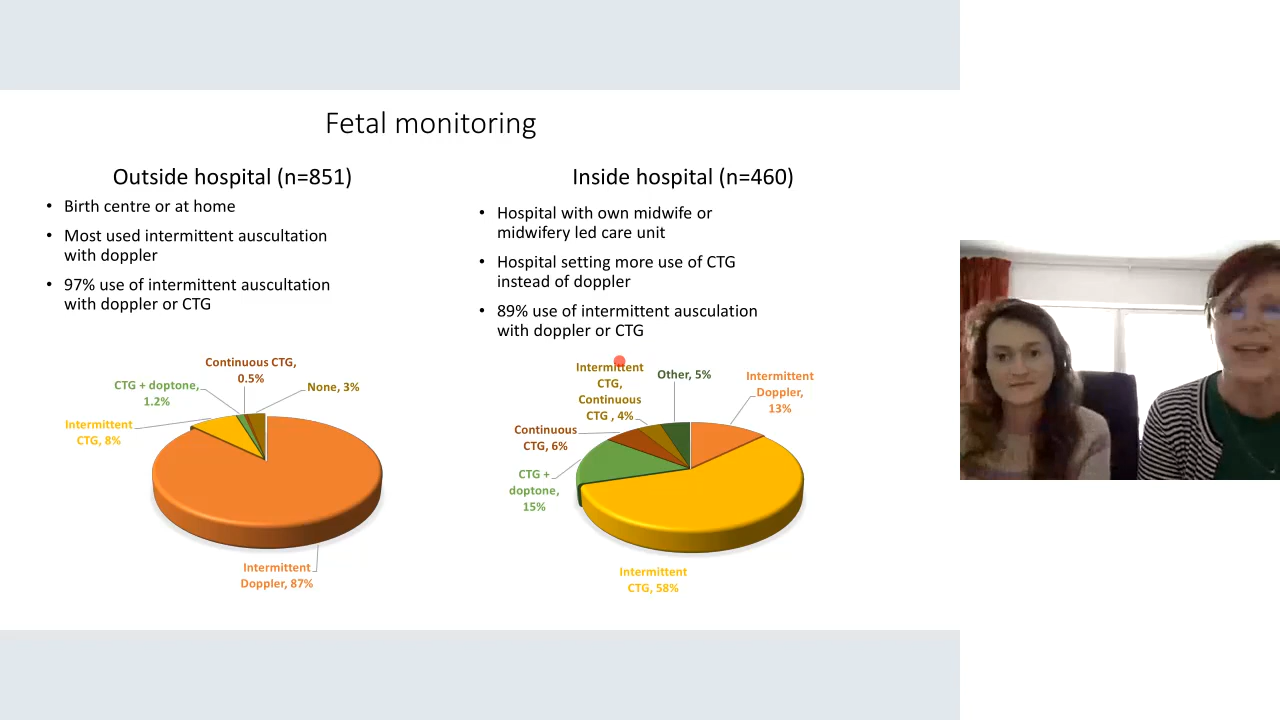 Fetal monitoring
Outside hospital (n=851)
• Birth centre or at home
• Most used intermittent auscultation
with doppler
• 97% use of intermittent auscultation
with doppler or CTG
Continuous CTG,
0.5%
CTG + doptone,
1.2%
None, 3%
Intermittent
CTG, 8%
Intermittent
Doppler, 87%
Inside hospital (n=460)
• Hospital with own midwife or
midwifery led care unit
• Hospital setting more use of CTG
instead of doppler
• 89% use of intermittent ausculation
with doppler or CTG
Intermittent
CTG,
Continuous
CTG , 4%
Other, 5%
Intermittent
Doppler,
13%
Continuous
CTG, 6%
CTG +
doptone,
15%
Intermittent
CTG, 58%